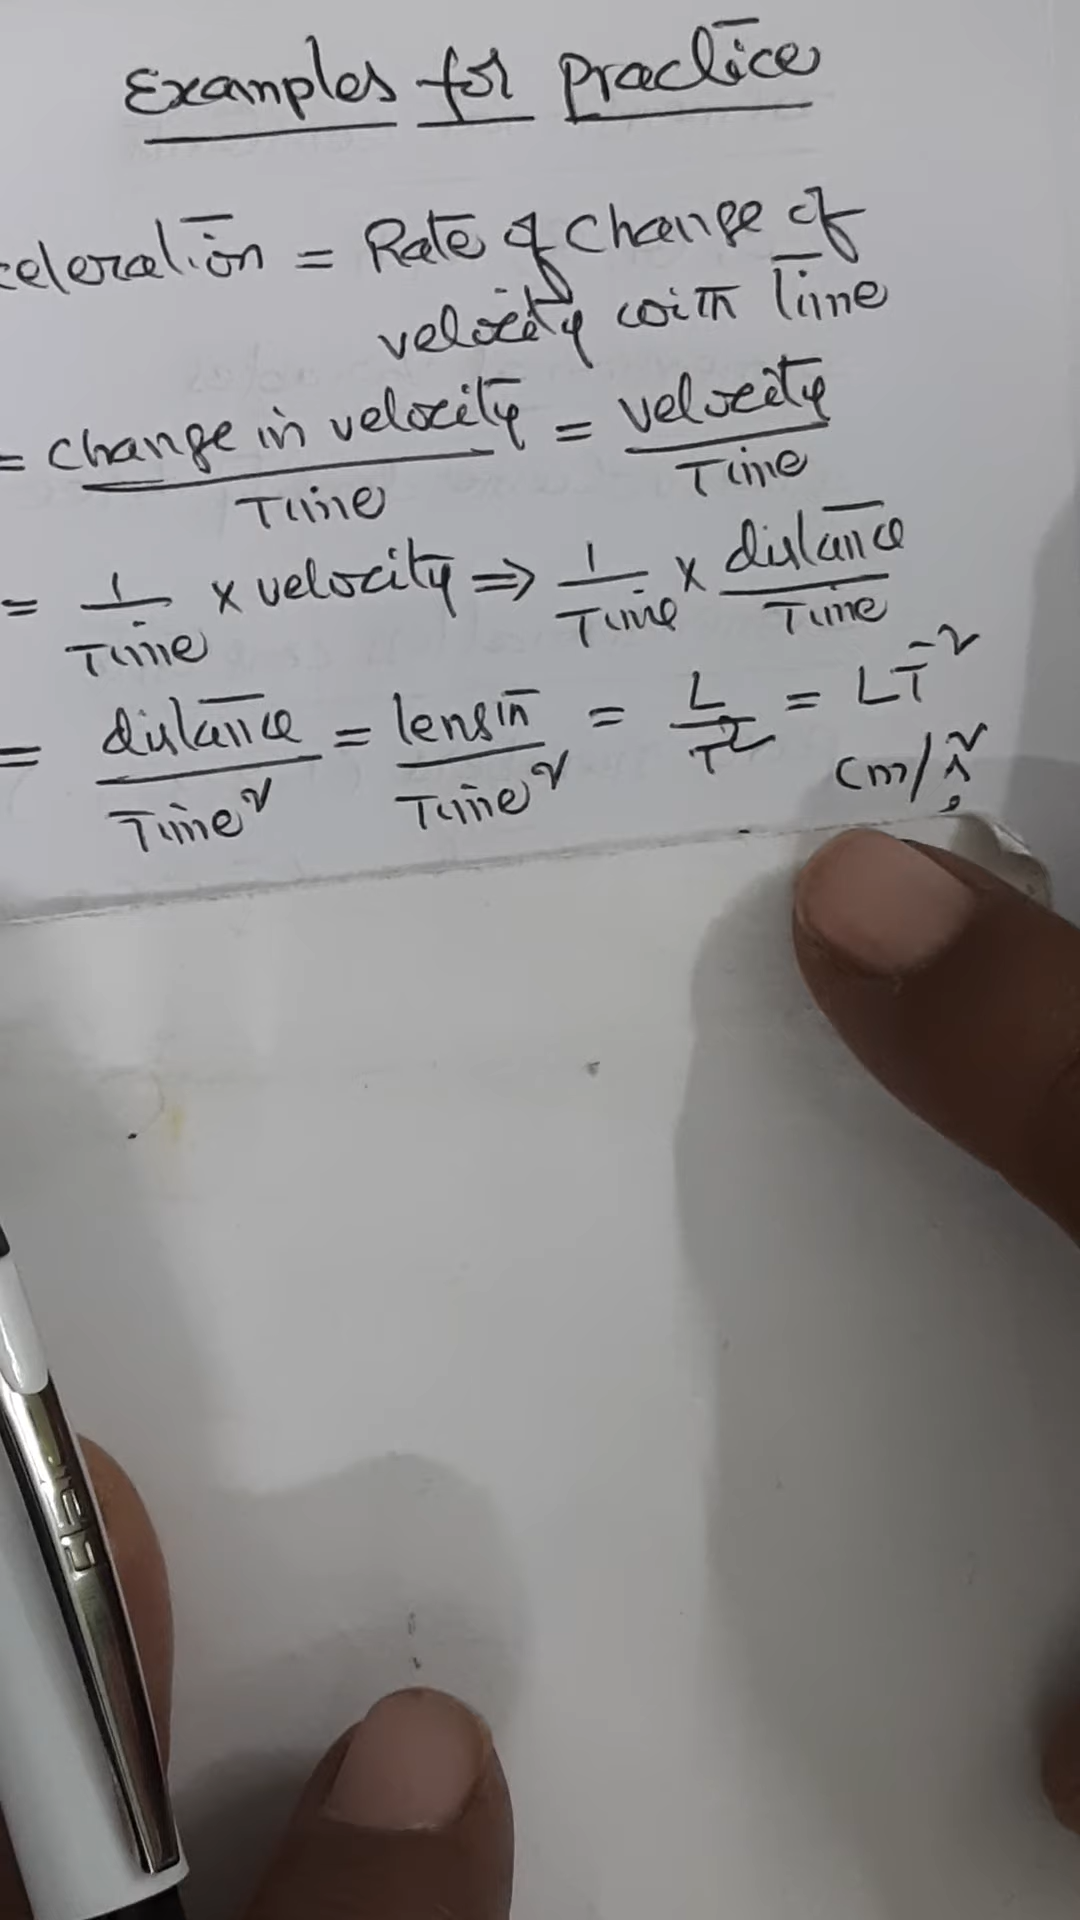 Examples for practice
celeration = Rate of change of
velocity with Time
= change in velocity / Time = velocity / Time
= 1 / Time × velocity ⇒ 1 / Time × distance / Time
= distance / Time² = length / Time² = L / T² = LT⁻²
cm/s²